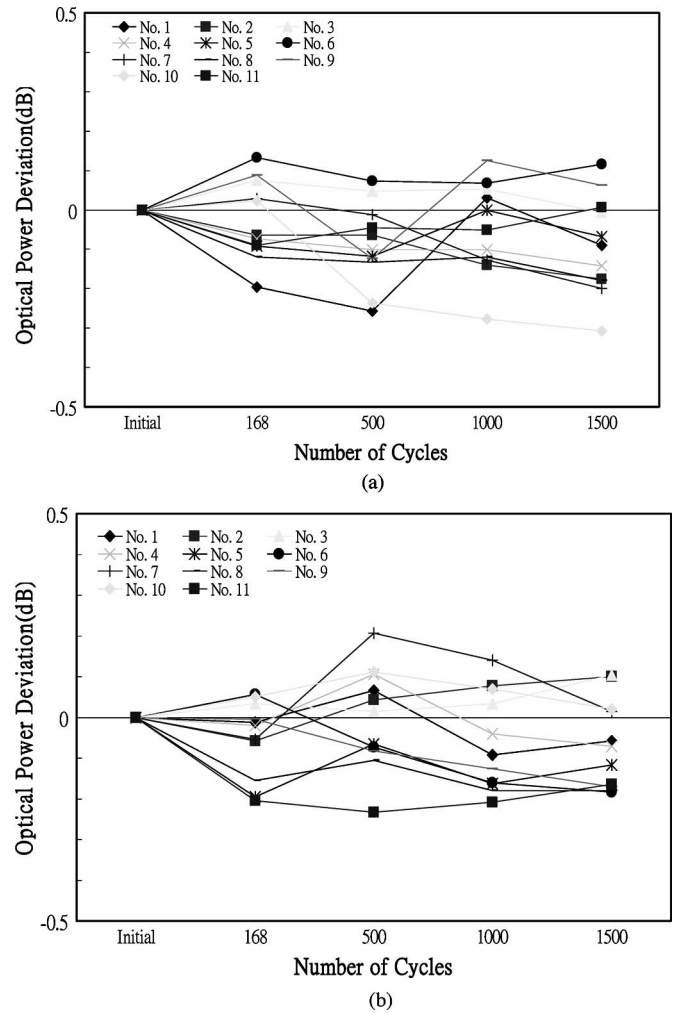 0.5
No. 1 No. 2 No. 3
No. 4 No. 5 No. 6
No. 7 No. 8 No. 9
No. 10 No. 11
Optical Power Deviation(dB)
0
-0.5
Initial 168 500 1000 1500
Number of Cycles
(a)
0.5
No. 1 No. 2 No. 3
No. 4 No. 5 No. 6
No. 7 No. 8 No. 9
No. 10 No. 11
Optical Power Deviation(dB)
0
-0.5
Initial 168 500 1000 1500
Number of Cycles
(b)